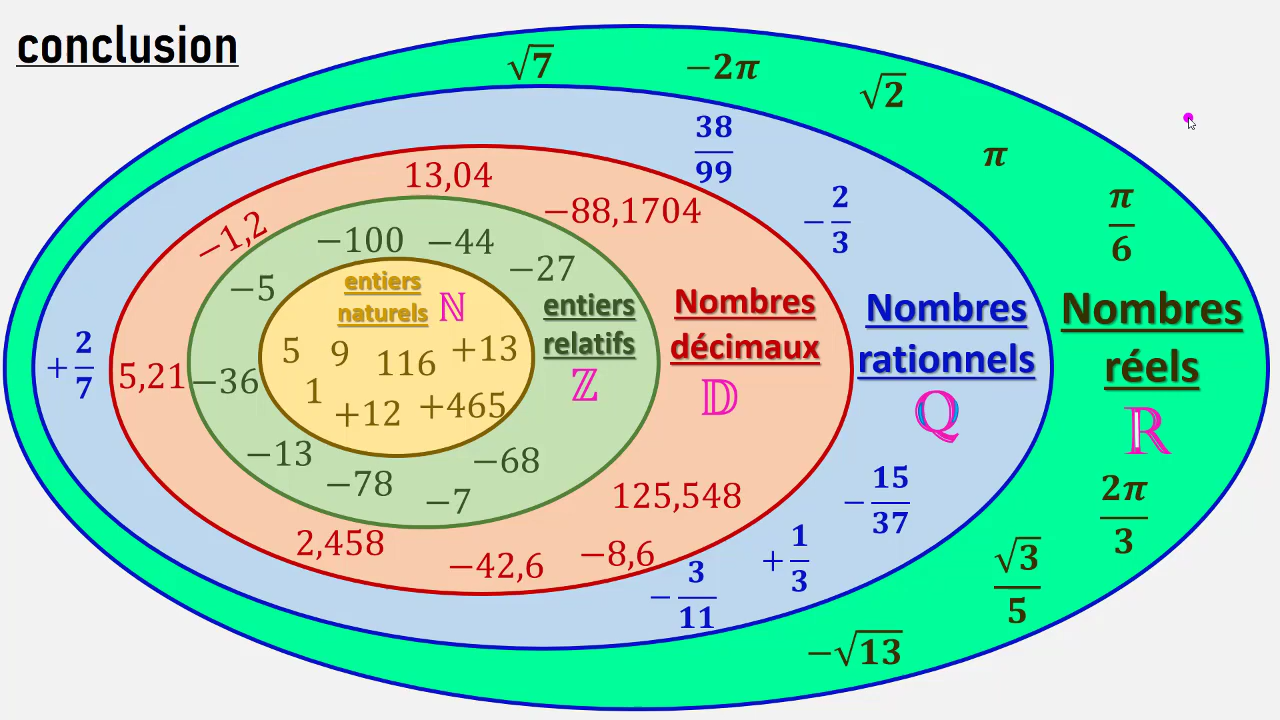 conclusion
√7
−2π
√2
π
π/6
38/99
−2/3
13,04
−88,1704
−1,2
−100
−44
−27
−5
entiers
naturels ℕ
5
9
116
+13
1
+12
+465
entiers
relatifs
ℤ
Nombres
décimaux
𝔻
Nombres
rationnels
ℚ
Nombres
réels
ℝ
+2/7
5,21
−36
−13
−78
−7
−68
125,548
2,458
−42,6
−8,6
−3/11
+1/3
−15/37
2π/3
√3/5
−√13